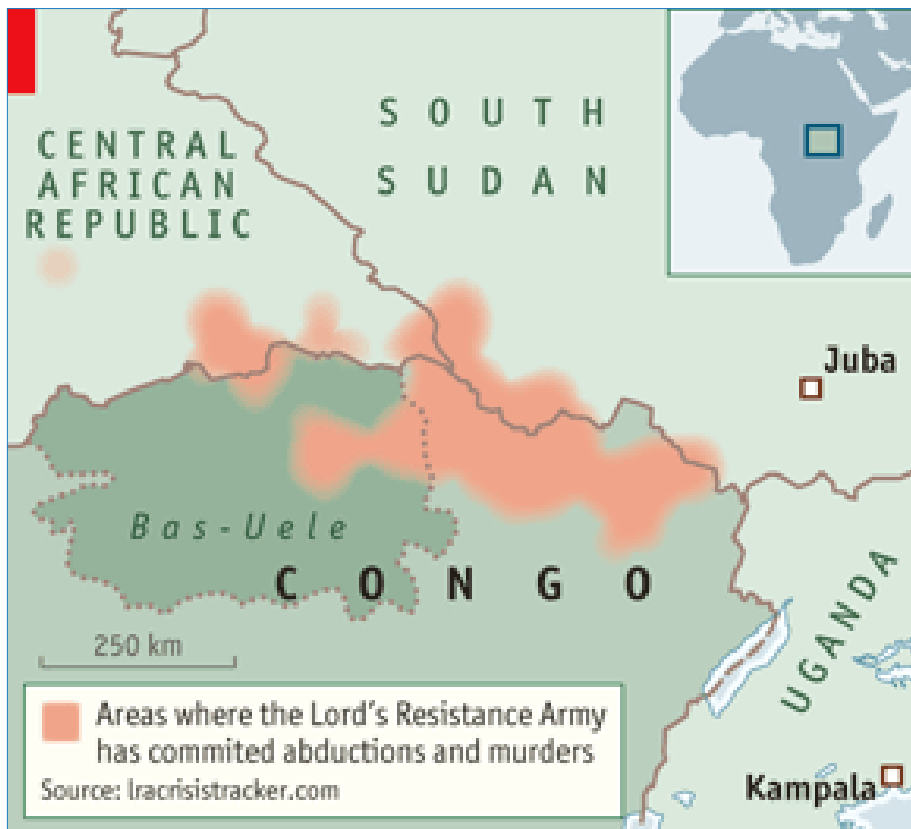 SOUTH
SUDAN
CENTRAL
AFRICAN
REPUBLIC
Juba
Bas-Uele
CONGO
UGANDA
250 km
Areas where the Lord's Resistance Army
has commited abductions and murders
Source: lracrisistracker.com
Kampala